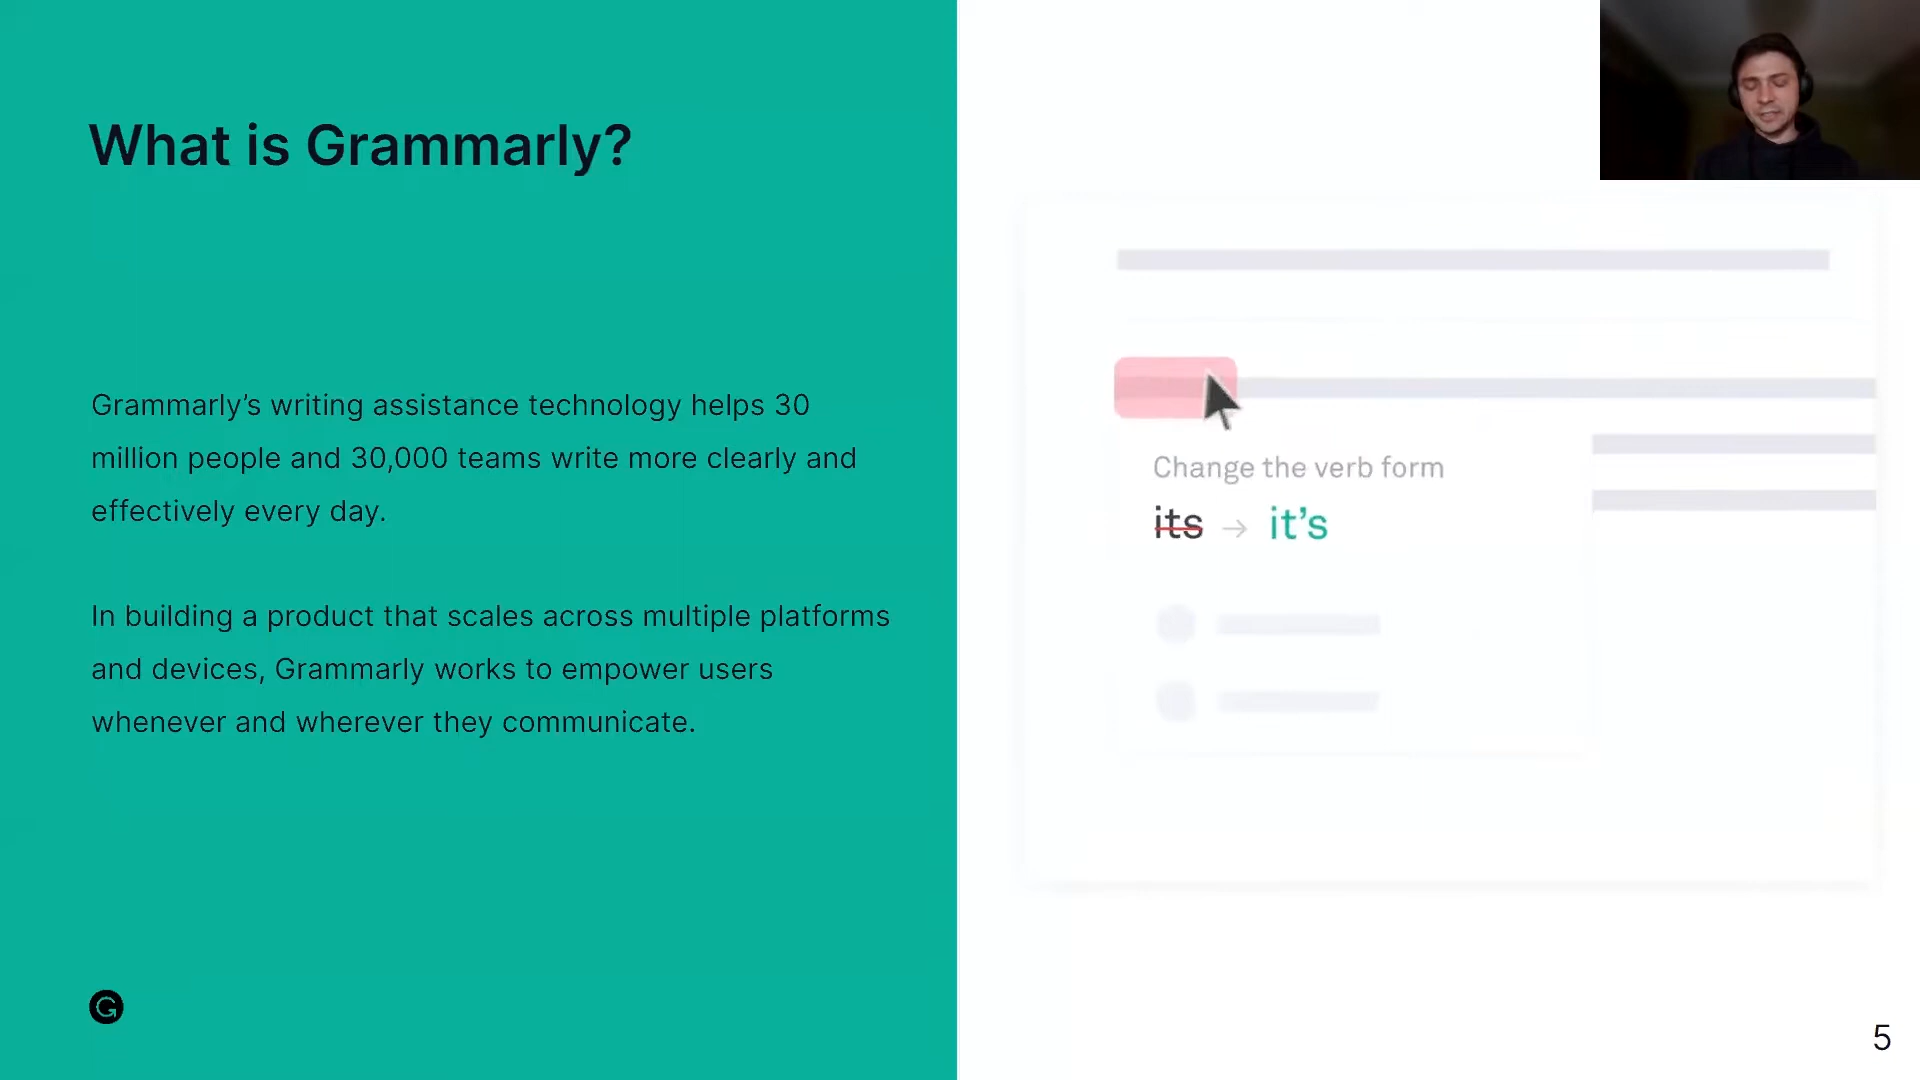 What is Grammarly?
Grammarly’s writing assistance technology helps 30
million people and 30,000 teams write more clearly and
effectively every day.
In building a product that scales across multiple platforms
and devices, Grammarly works to empower users
whenever and wherever they communicate.
Change the verb form
its → it’s
G
5